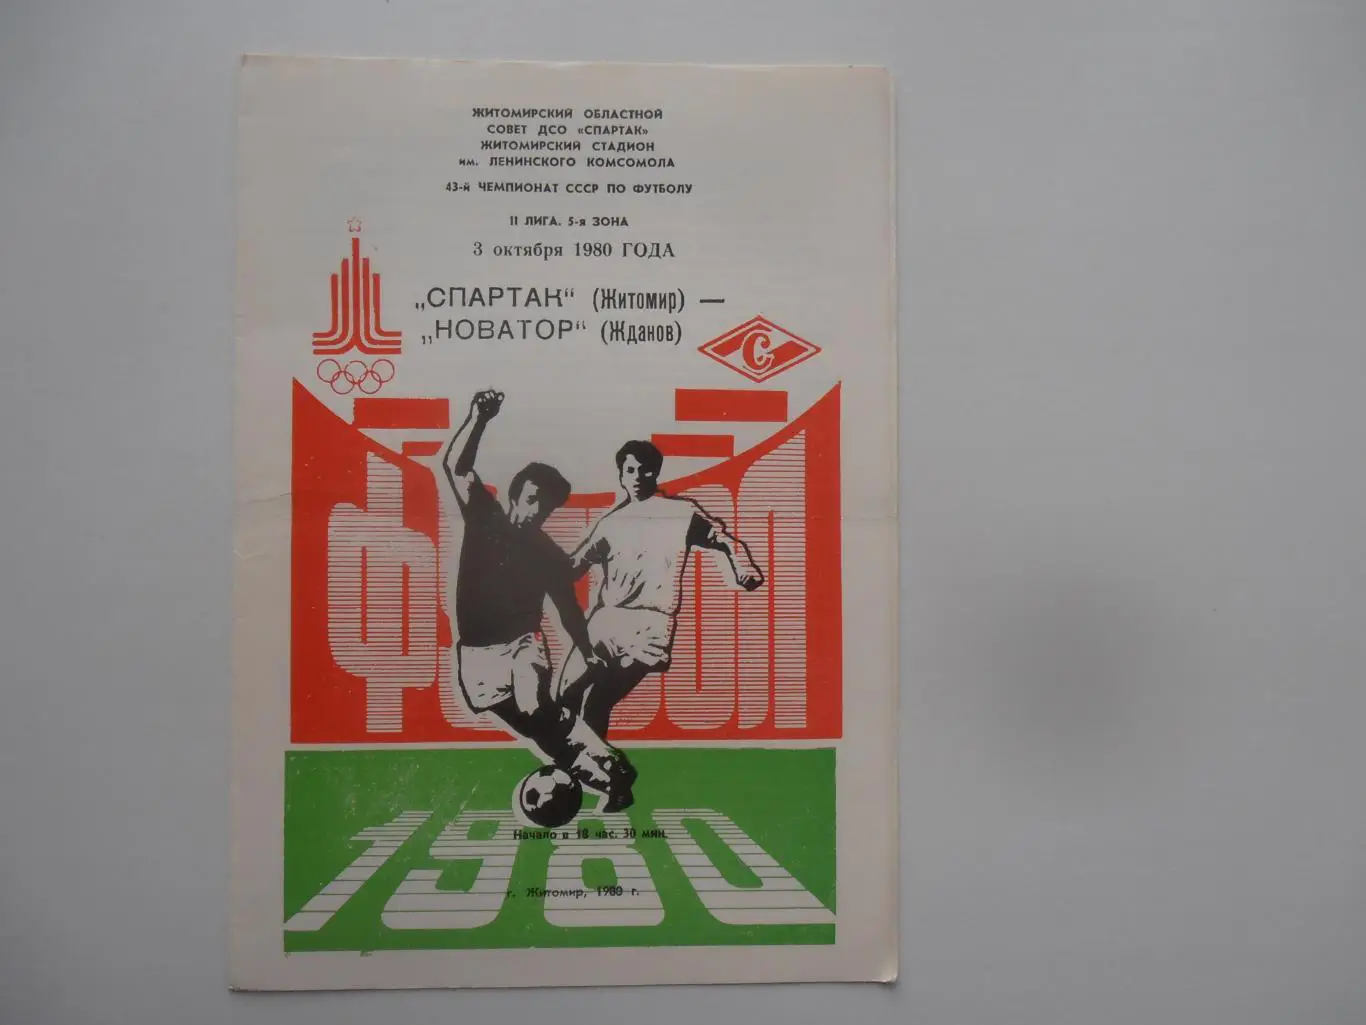 ЖИТОМИРСКИЙ ОБЛАСТНОЙ
СОВЕТ ДСО «СПАРТАК»
ЖИТОМИРСКИЙ СТАДИОН
им. ЛЕНИНСКОГО КОМСОМОЛА
43-й ЧЕМПИОНАТ СССР ПО ФУТБОЛУ
II ЛИГА. 5-я ЗОНА
3 октября 1980 ГОДА
„СПАРТАК“ (Житомир) —
„НОВАТОР“ (Жданов)
С
ФУТБОЛ
1980
Начало в 18 час. 30 мин.
г. Житомир, 1980 г.